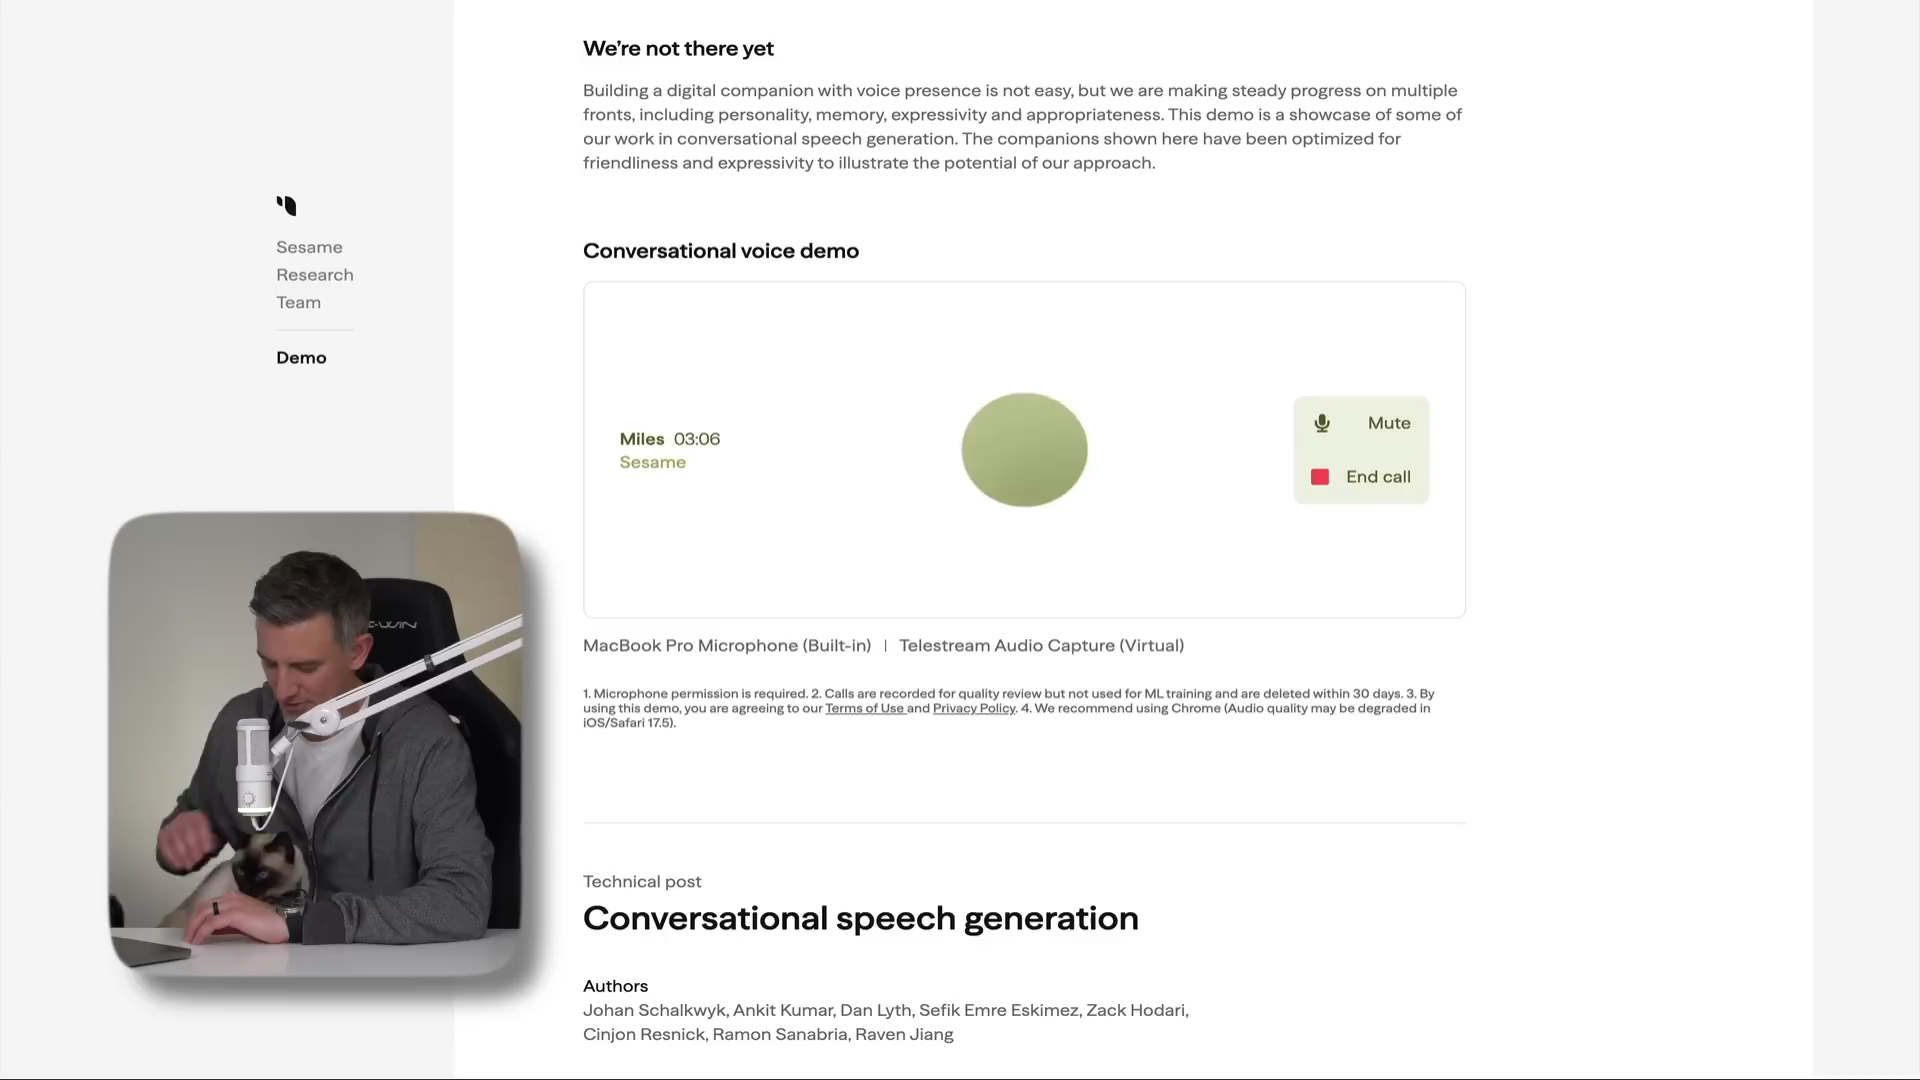 We're not there yet
Building a digital companion with voice presence is not easy, but we are making steady progress on multiple
fronts, including personality, memory, expressivity and appropriateness. This demo is a showcase of some of
our work in conversational speech generation. The companions shown here have been optimized for
friendliness and expressivity to illustrate the potential of our approach.
Sesame
Research
Team
Demo
Conversational voice demo
Miles 03:06
Sesame
Mute
End call
MacBook Pro Microphone (Built-in) | Telestream Audio Capture (Virtual)
1. Microphone permission is required. 2. Calls are recorded for quality review but not used for ML training and are deleted within 30 days. 3. By
using this demo, you are agreeing to our Terms of Use and Privacy Policy. 4. We recommend using Chrome (Audio quality may be degraded in
iOS/Safari 17.5).
Technical post
Conversational speech generation
Authors
Johan Schalkwyk, Ankit Kumar, Dan Lyth, Sefik Emre Eskimez, Zack Hodari,
Cinjon Resnick, Ramon Sanabria, Raven Jiang